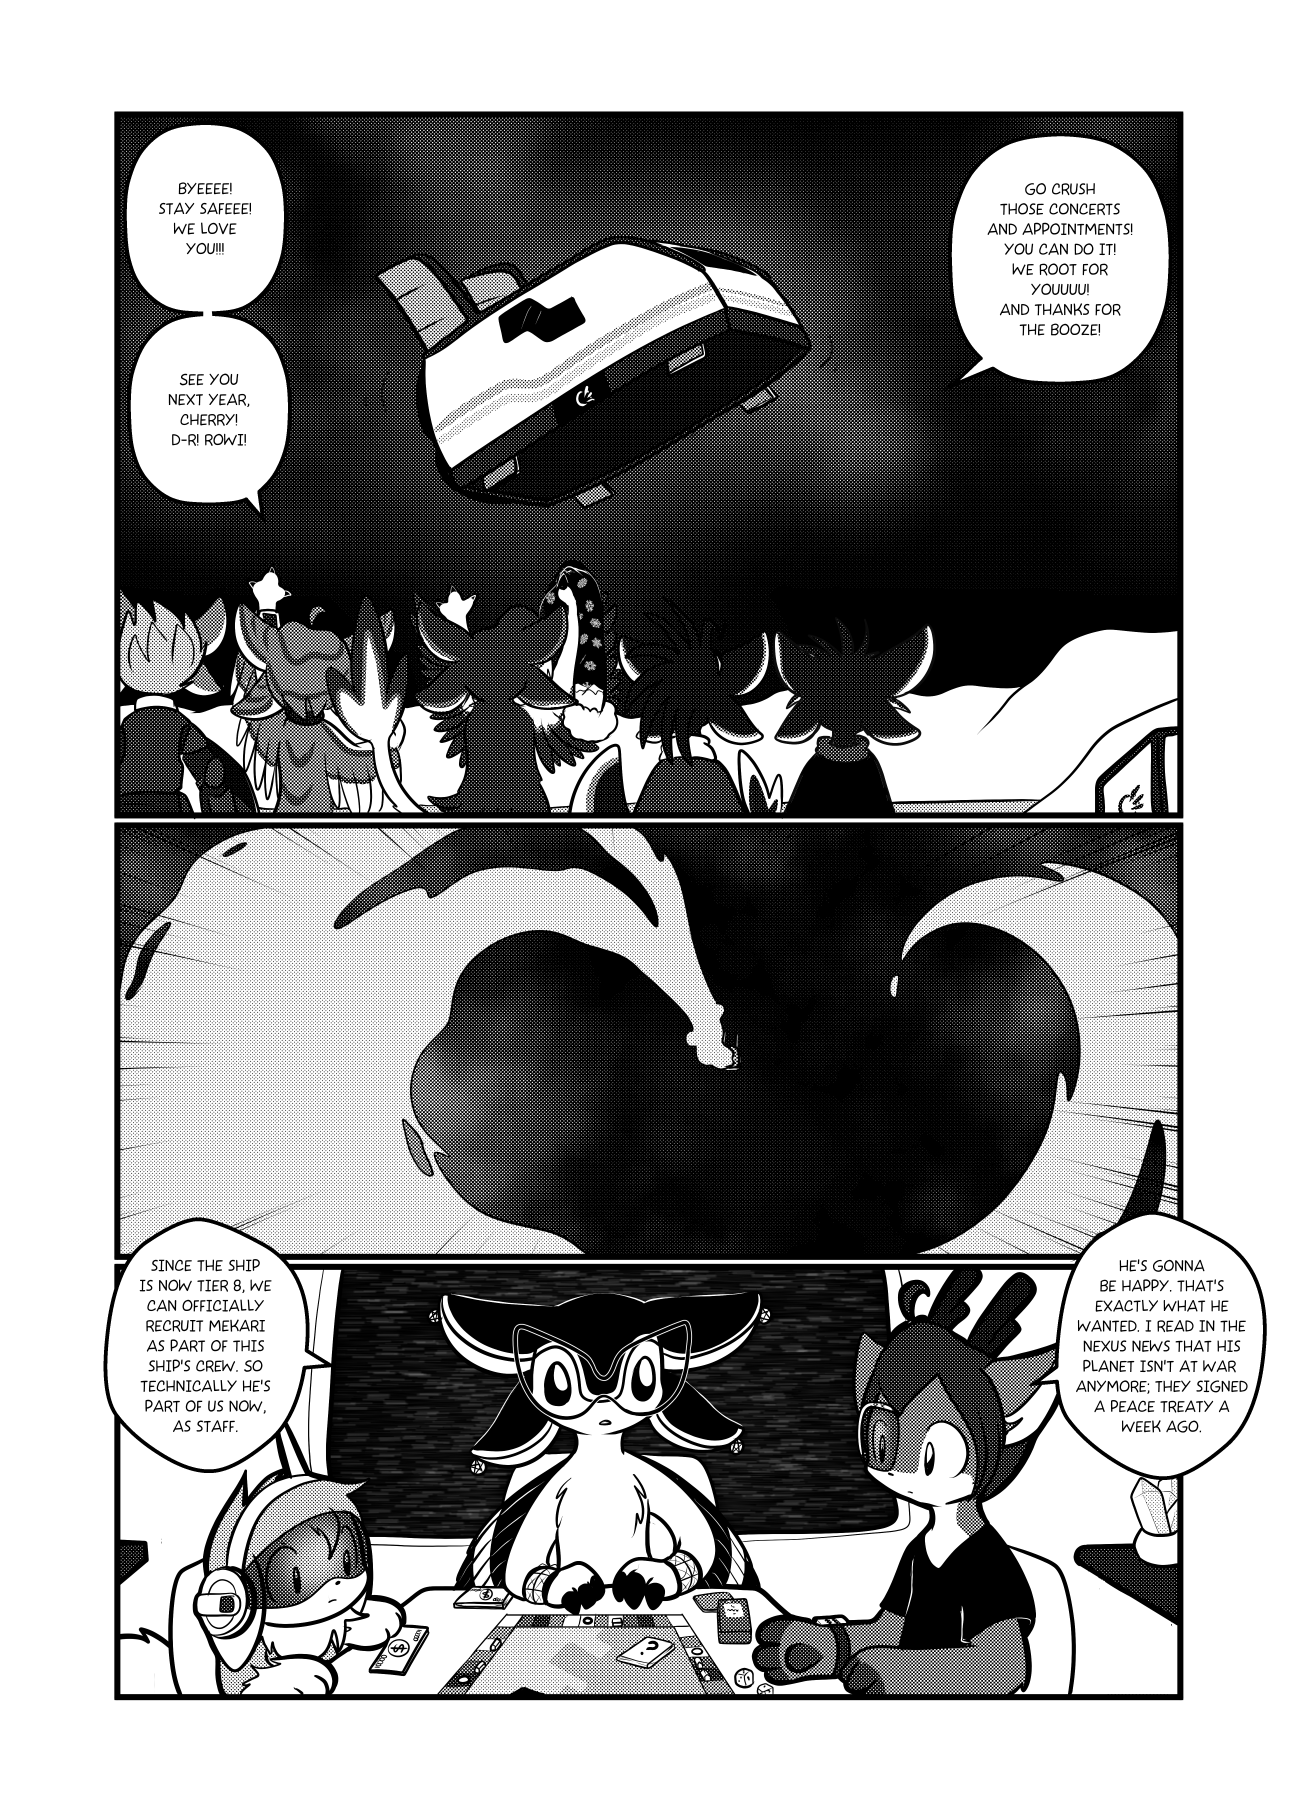 BYEEEE!
STAY SAFEEE!
WE LOVE
YOU!!!
SEE YOU
NEXT YEAR,
CHERRY!
D-R! ROWI!
GO CRUSH
THOSE CONCERTS
AND APPOINTMENTS!
YOU CAN DO IT!
WE ROOT FOR
YOUUUU!
AND THANKS FOR
THE BOOZE!
SINCE THE SHIP
IS NOW TIER 8, WE
CAN OFFICIALLY
RECRUIT MEKARI
AS PART OF THIS
SHIP'S CREW. SO
TECHNICALLY HE'S
PART OF US NOW,
AS STAFF.
HE'S GONNA
BE HAPPY. THAT'S
EXACTLY WHAT HE
WANTED. I READ IN THE
NEXUS NEWS THAT HIS
PLANET ISN'T AT WAR
ANYMORE; THEY SIGNED
A PEACE TREATY A
WEEK AGO.